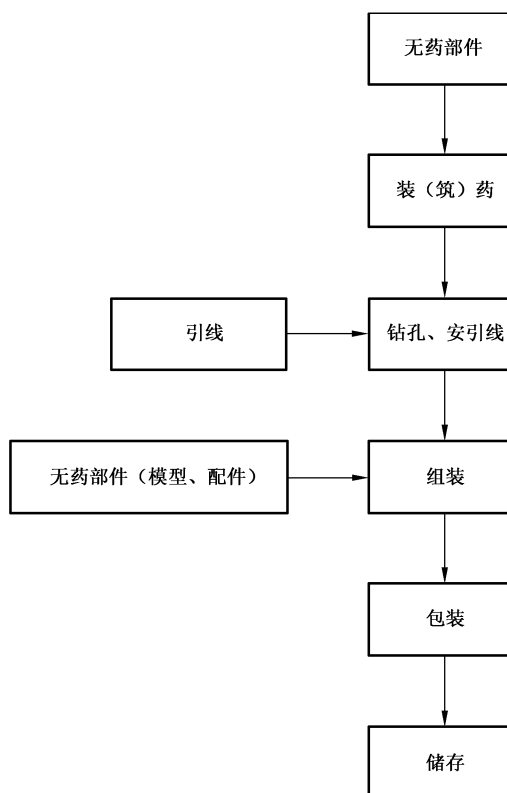 无药部件
装（筑）药
引线
钻孔、安引线
无药部件（模型、配件）
组装
包装
储存